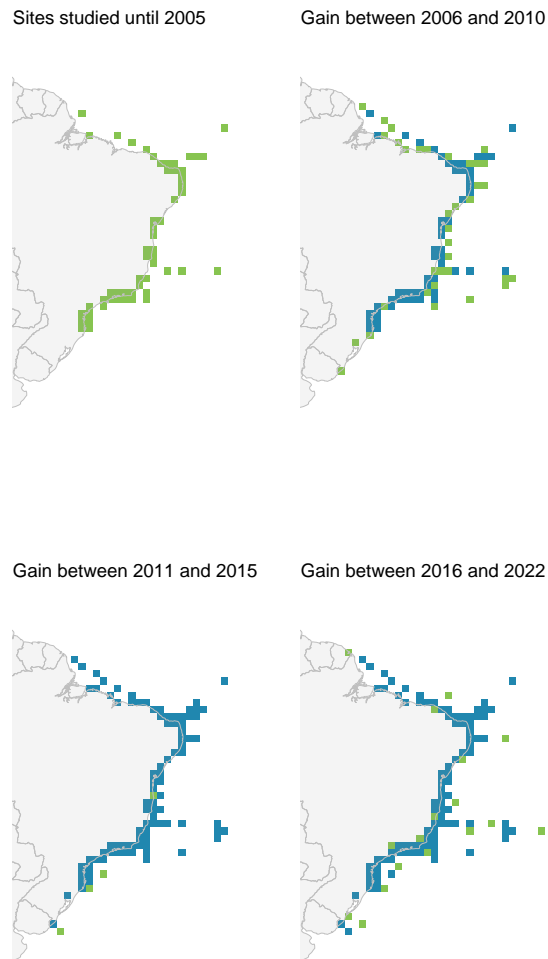 Sites studied until 2005
Gain between 2006 and 2010
Gain between 2011 and 2015
Gain between 2016 and 2022